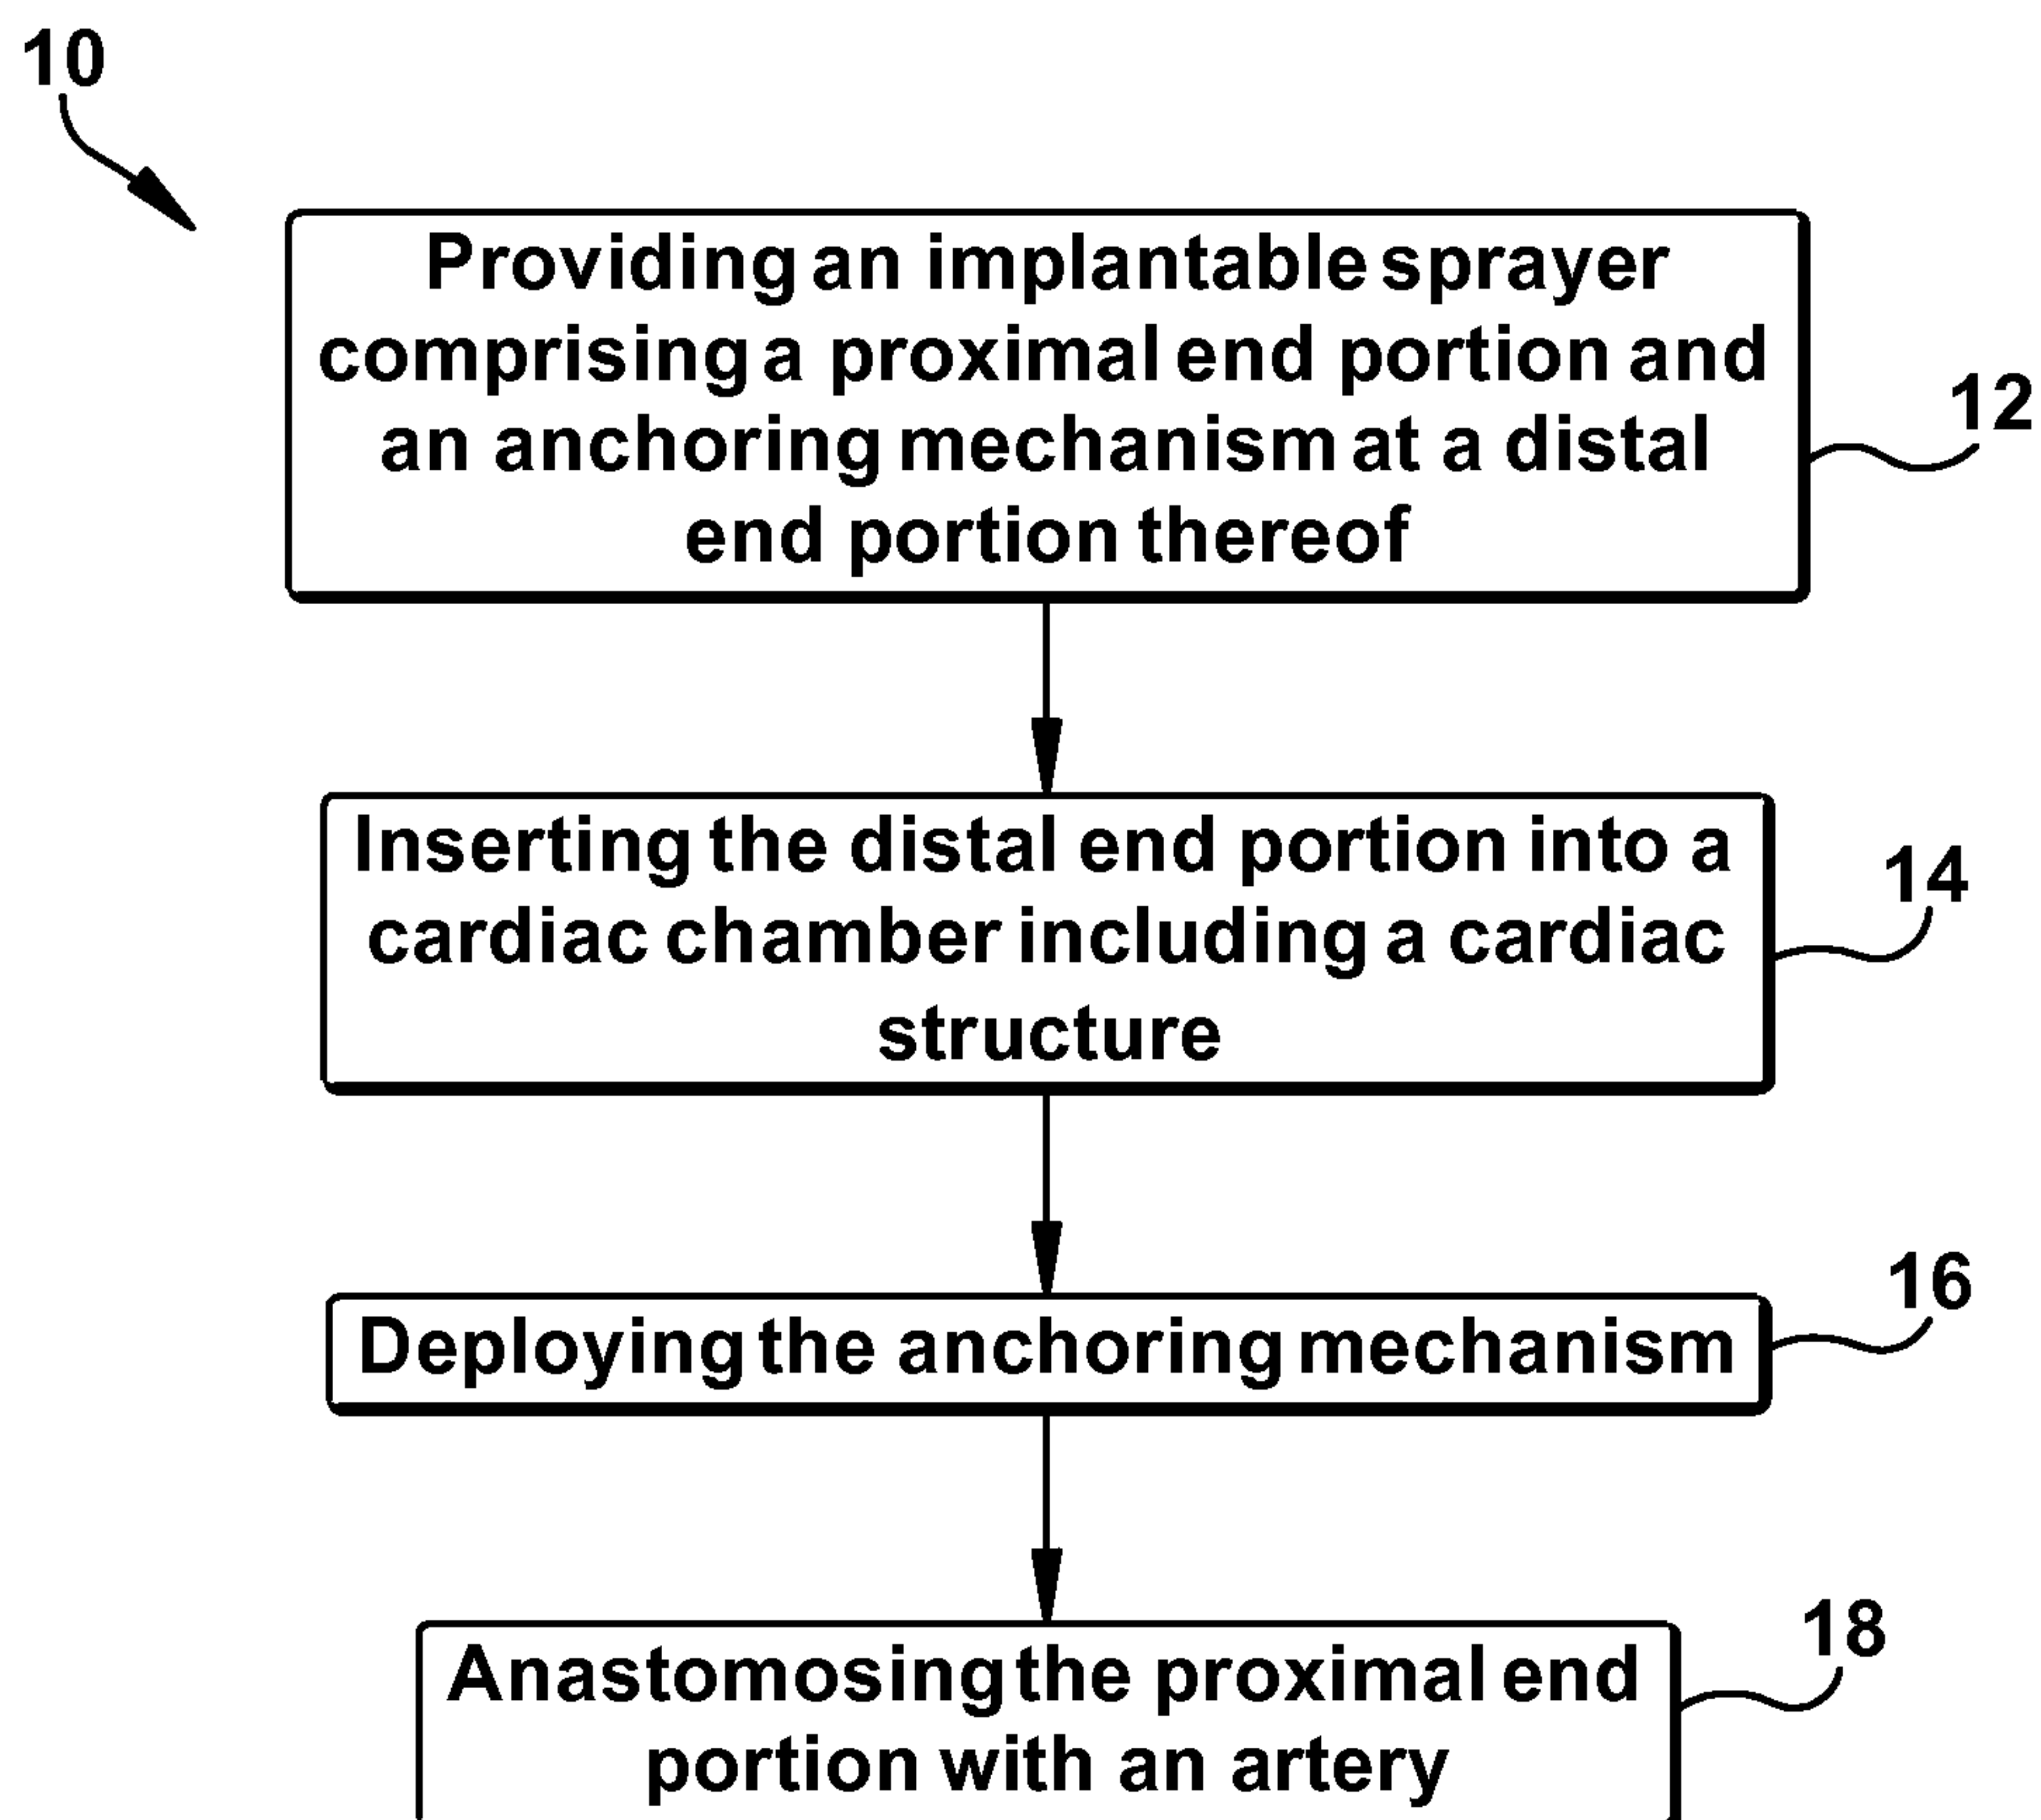 10
Providing an implantable sprayer
comprising a proximal end portion and
an anchoring mechanism at a distal
end portion thereof
12
Inserting the distal end portion into a
cardiac chamber including a cardiac
structure
14
Deploying the anchoring mechanism
16
Anastomosing the proximal end
portion with an artery
18